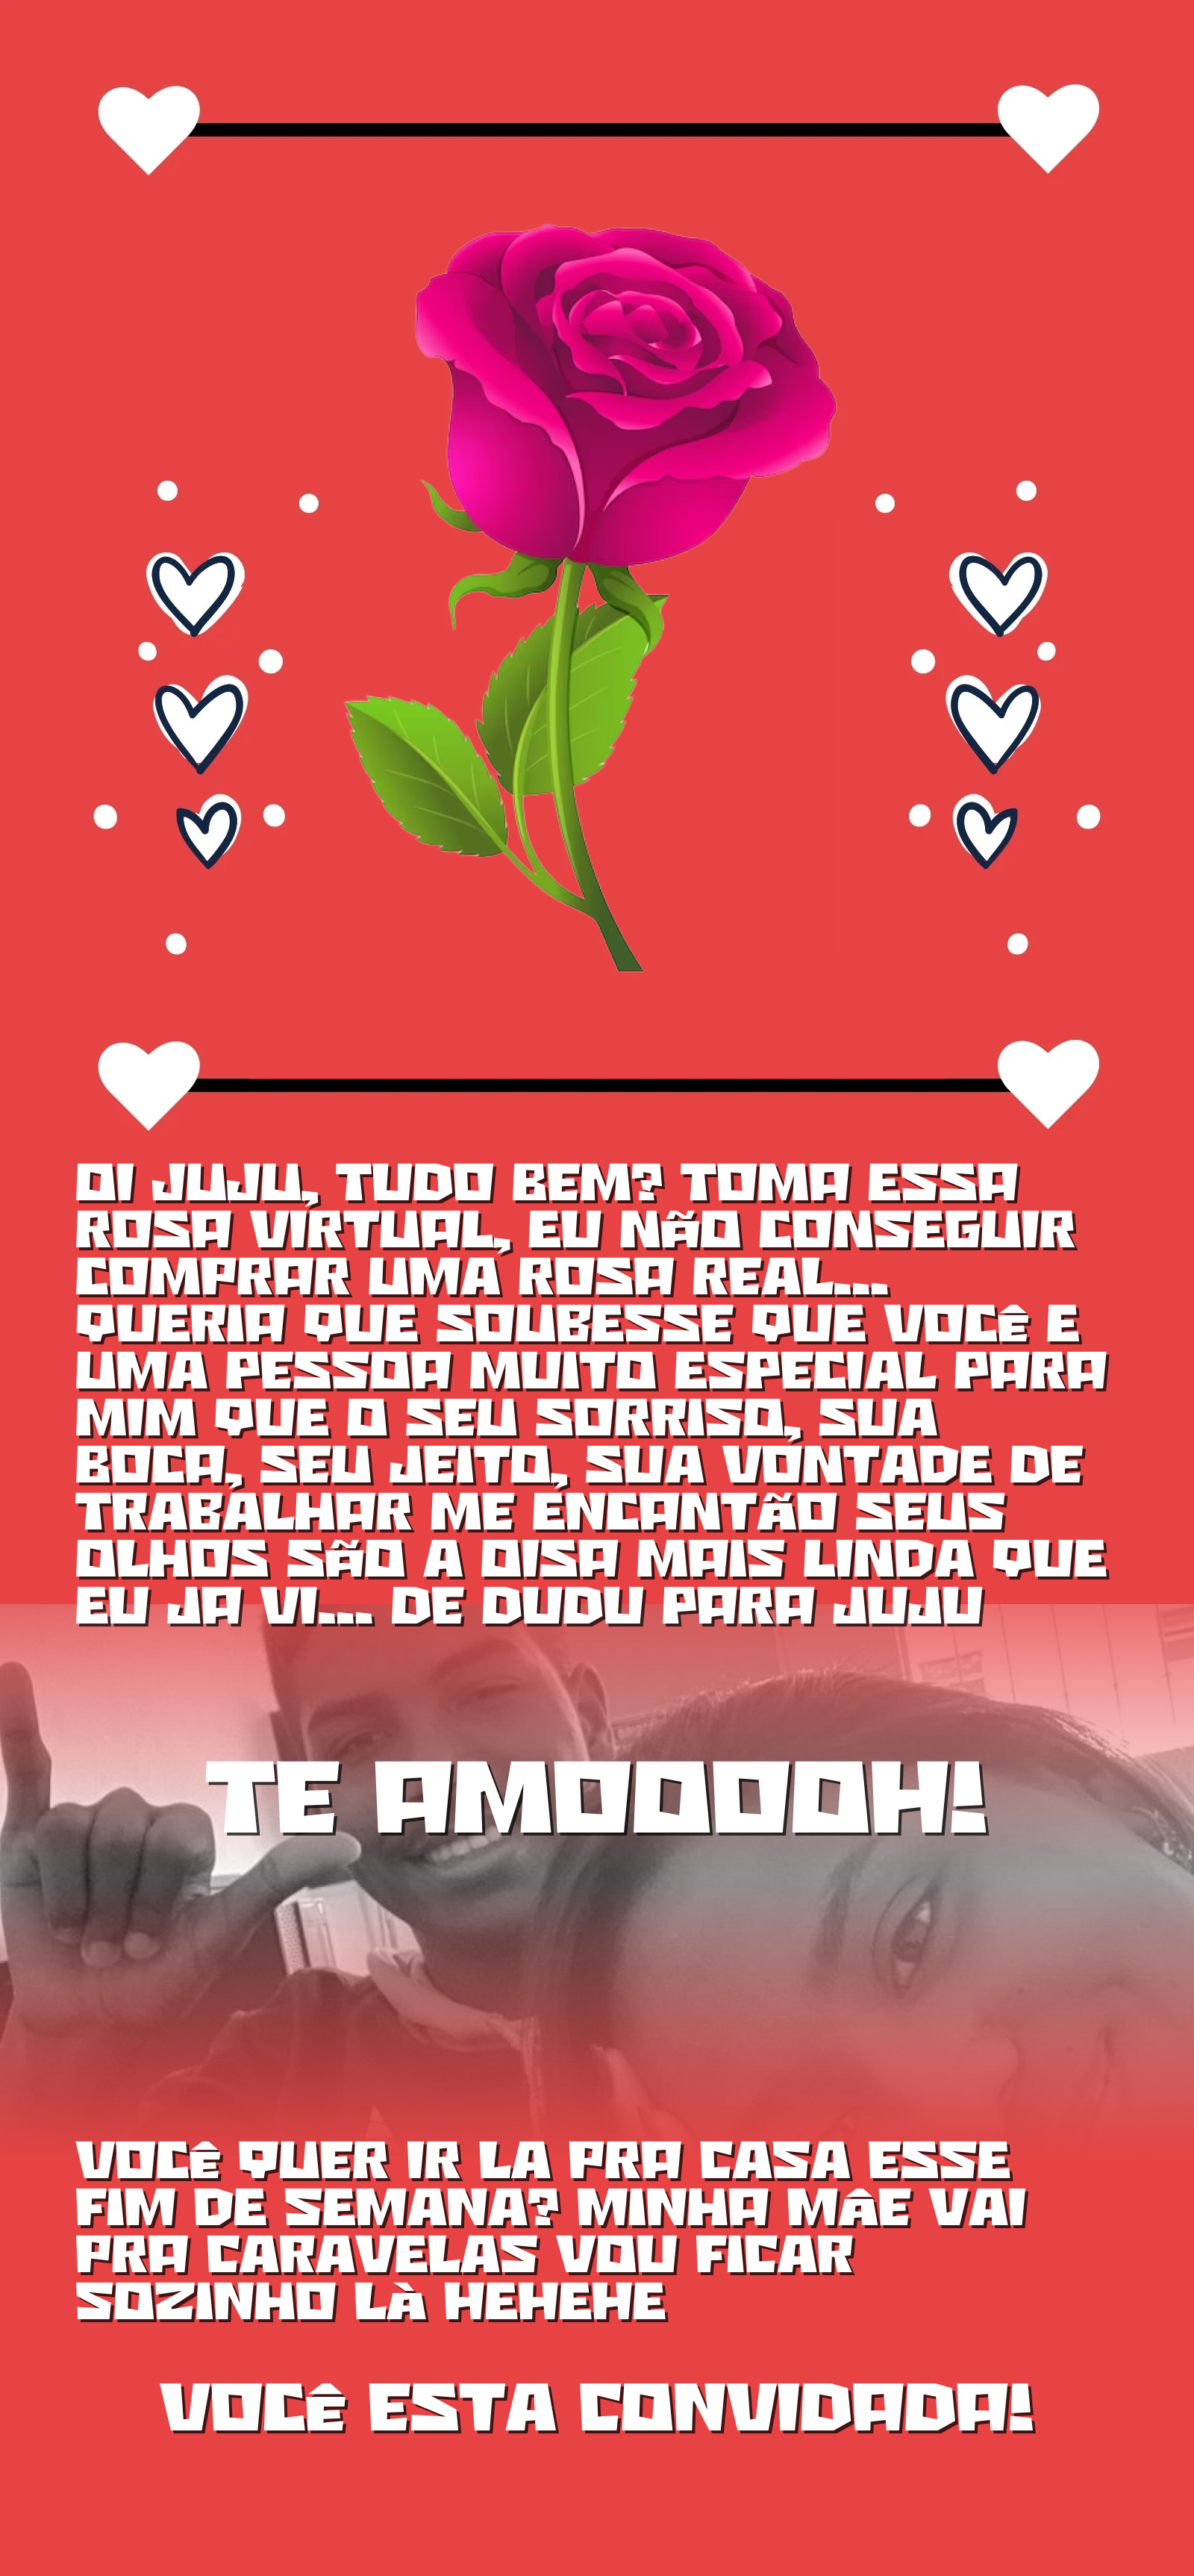 OI JUJU, TUDO BEM? TOMA ESSA
ROSA VÍRTUAL, EU NÃO CONSEGUIR
COMPRAR UMA ROSA REAL...
QUERIA QUE SOUBESSE QUE VOCÊ E
UMA PESSOA MUITO ESPECIAL PARA
MIM QUE O SEU SORRISO, SUA
BOCA, SEU JEITO, SUA VONTADE DE
TRABALHAR ME ENCANTÃO SEUS
OLHOS SÃO A OISA MAIS LINDA QUE
EU JA VI... DE DUDU PARA JUJU
TE AMOOOOH!
VOCÊ QUER IR LA PRA CASA ESSE
FIM DE SEMANA? MINHA MÂE VAI
PRA CARAVELAS VOU FICAR
SOZINHO LÀ HEHEHE
VOCÊ ESTA CONVIDADA!